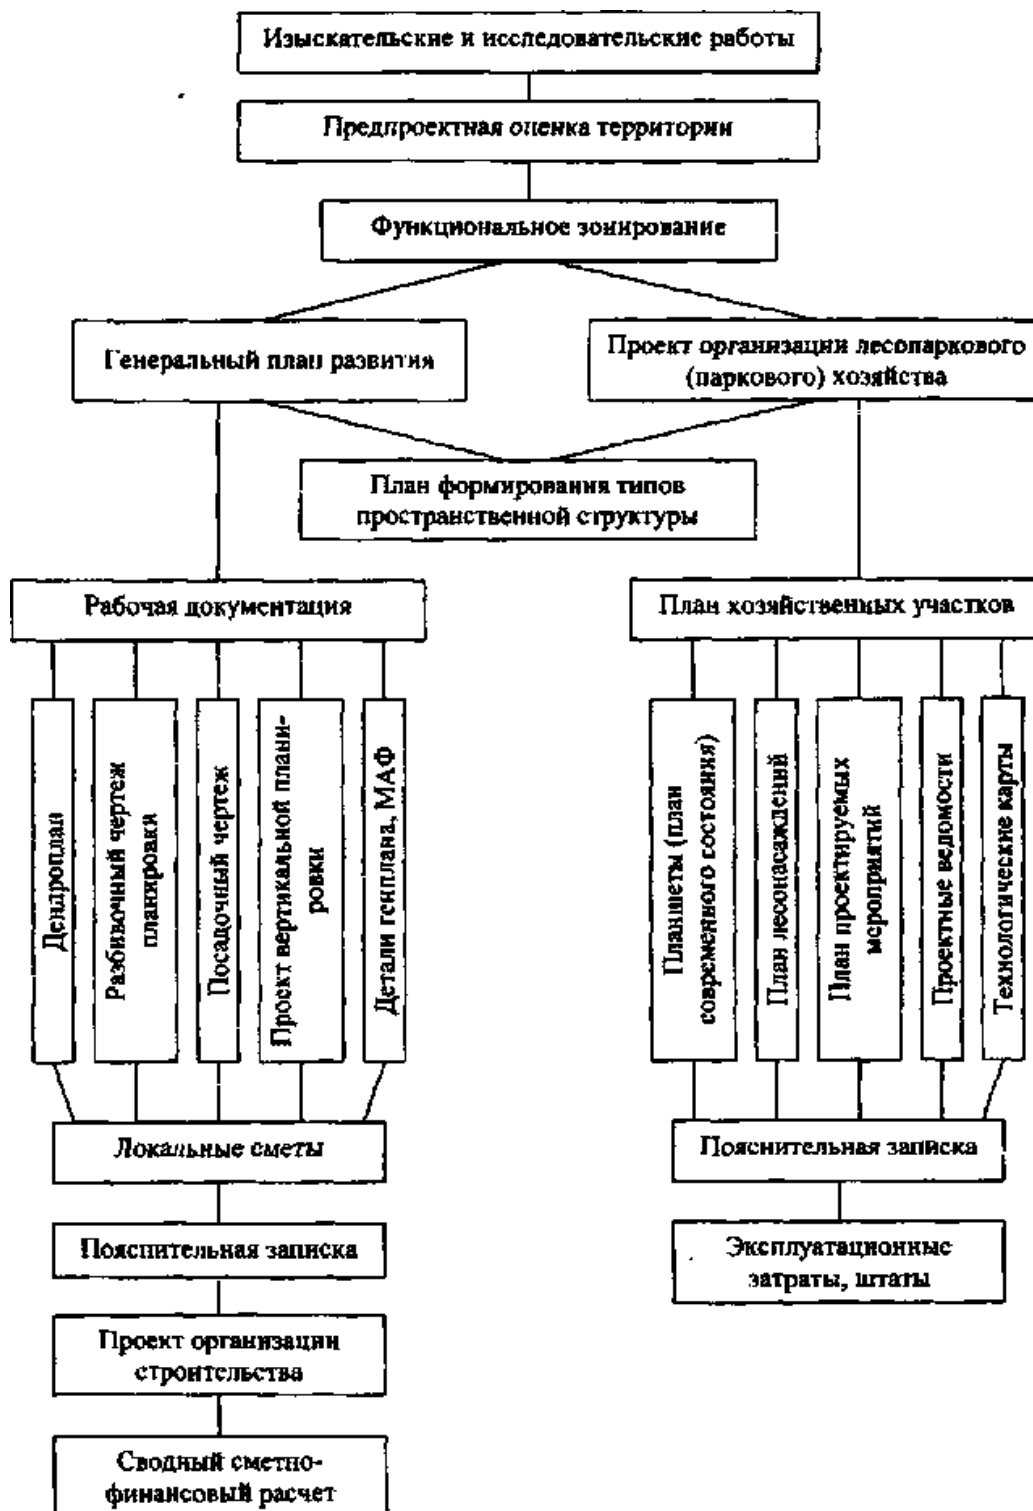 Изыскательские и исследовательские работы
Предпроектная оценка территории
Функциональное зонирование
Генеральный план развития
Проект организации лесопаркового
(паркового) хозяйства
План формирования типов
пространственной структуры
Рабочая документация
План хозяйственных участков
Дендроплан
Разбивочный чертеж
планировки
Посадочный чертеж
Проект вертикальной плани-
ровки
Детали генплана, МАФ
Планшеты (план
современного состояния)
План лесонасаждений
План проектируемых
мероприятий
Проектные ведомости
Технологические карты
Локальные сметы
Пояснительная записка
Пояснительная записка
Эксплуатационные
затраты, штаты
Проект организации
строительства
Сводный сметно-
финансовый расчет